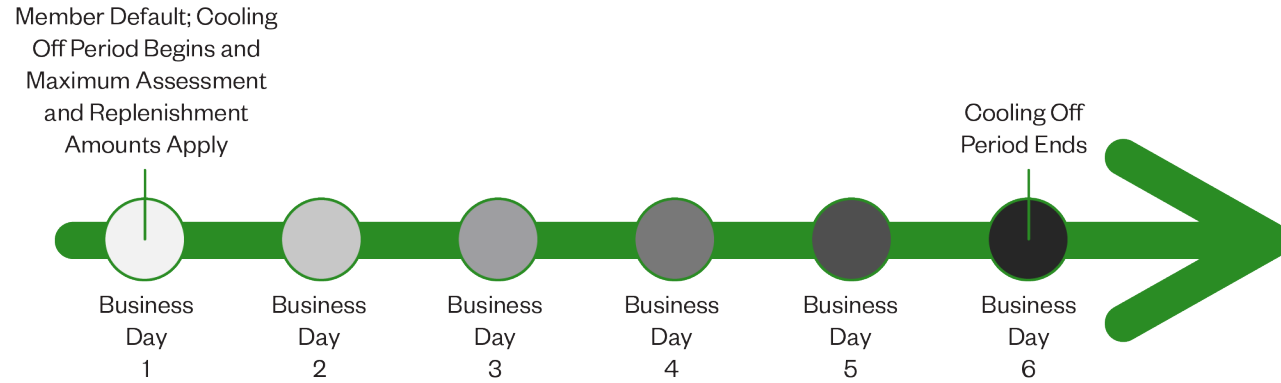 Member Default; Cooling
Off Period Begins and
Maximum Assessment
and Replenishment
Amounts Apply
Cooling Off
Period Ends
Business
Day
1
Business
Day
2
Business
Day
3
Business
Day
4
Business
Day
5
Business
Day
6